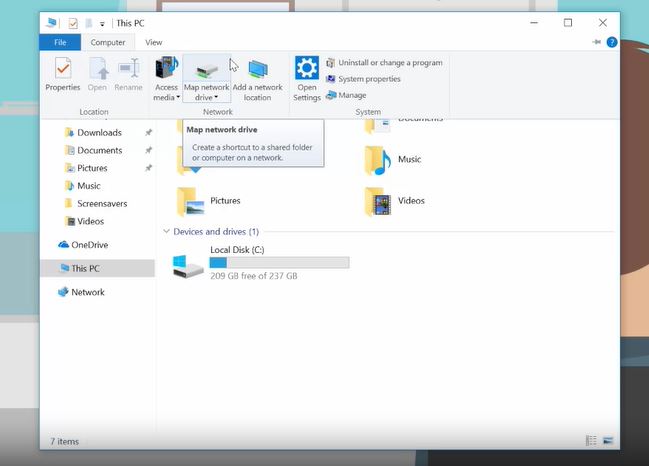 This PC
File
Computer
View
Properties
Open
Rename
Access
media
Map network
drive
Add a network
location
Open
Settings
Uninstall or change a program
System properties
Manage
Location
Network
System
Map network drive
Create a shortcut to a shared folder
or computer on a network.
Downloads
Documents
Pictures
Music
Screensavers
Videos
OneDrive
This PC
Network
Documents
Music
Pictures
Videos
Devices and drives (1)
Local Disk (C:)
209 GB free of 237 GB
7 items